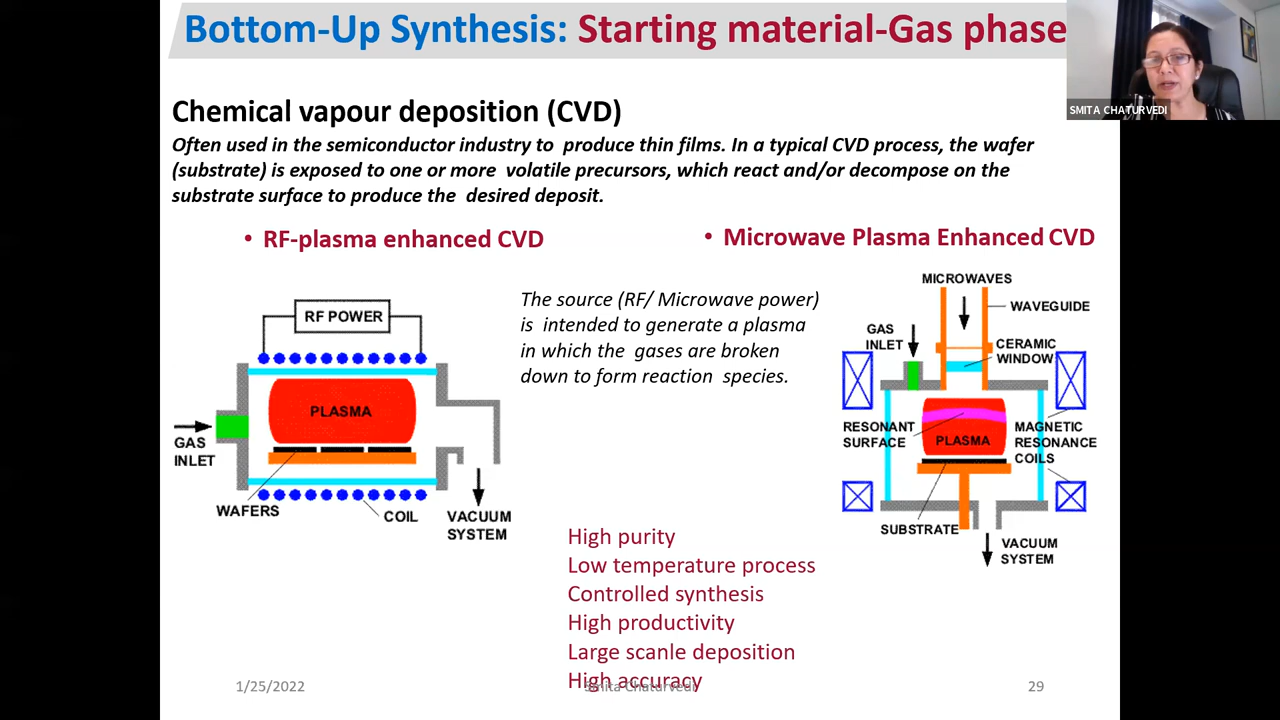 Bottom-Up Synthesis: Starting material-Gas phase
SMITA CHATURVEDI
Chemical vapour deposition (CVD)
Often used in the semiconductor industry to produce thin films. In a typical CVD process, the wafer
(substrate) is exposed to one or more volatile precursors, which react and/or decompose on the
substrate surface to produce the desired deposit.
• RF-plasma enhanced CVD
• Microwave Plasma Enhanced CVD
RF POWER
PLASMA
GAS
INLET
WAFERS
COIL
VACUUM
SYSTEM
The source (RF/ Microwave power)
is intended to generate a plasma
in which the gases are broken
down to form reaction species.
MICROWAVES
WAVEGUIDE
GAS
INLET
CERAMIC
WINDOW
RESONANT
SURFACE
PLASMA
MAGNETIC
RESONANCE
COILS
SUBSTRATE
VACUUM
SYSTEM
High purity
Low temperature process
Controlled synthesis
High productivity
Large scanle deposition
High accuracy
1/25/2022
Smita Chaturvedi
29